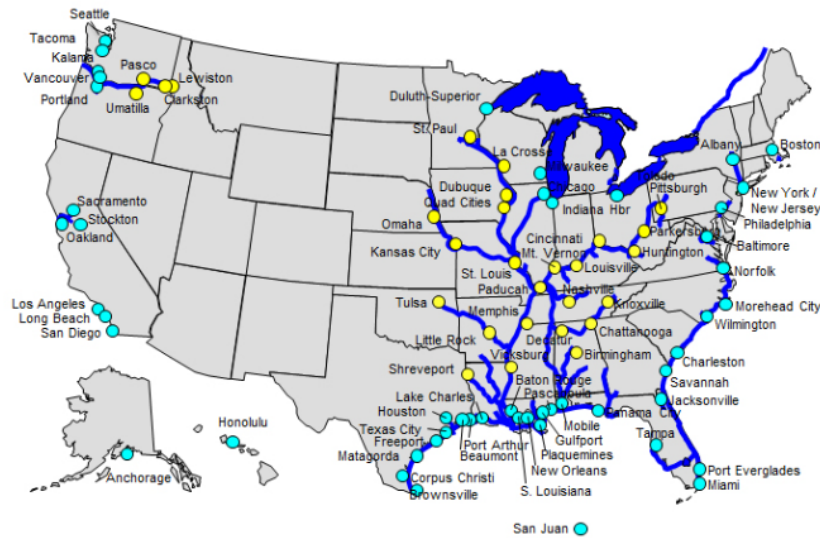 Seattle
Tacoma
Kalama
Vancouver
Portland
Pasco
Lewiston
Umatilla
Clarkston
Duluth-Superior
St. Paul
La Crosse
Milwaukee
Dubuque
Chicago
Quad Cities
Indiana Hbr
Toledo
Pittsburgh
Albany
Boston
New York /
New Jersey
Philadelphia
Baltimore
Sacramento
Stockton
Oakland
Omaha
Kansas City
St. Louis
Cincinnati
Mt. Vernon
Parkersburg
Huntington
Louisville
Norfolk
Paducah
Nashville
Knoxville
Morehead City
Wilmington
Los Angeles
Long Beach
San Diego
Tulsa
Memphis
Little Rock
Decatur
Chattanooga
Vicksburg
Birmingham
Charleston
Savannah
Jacksonville
Shreveport
Baton Rouge
Pascagoula
Lake Charles
Houston
Texas City
Freeport
Matagorda
Port Arthur
Beaumont
Mobile
Gulfport
Plaquemines
New Orleans
S. Louisiana
Panama City
Tampa
Port Everglades
Miami
Corpus Christi
Brownsville
Honolulu
Anchorage
San Juan